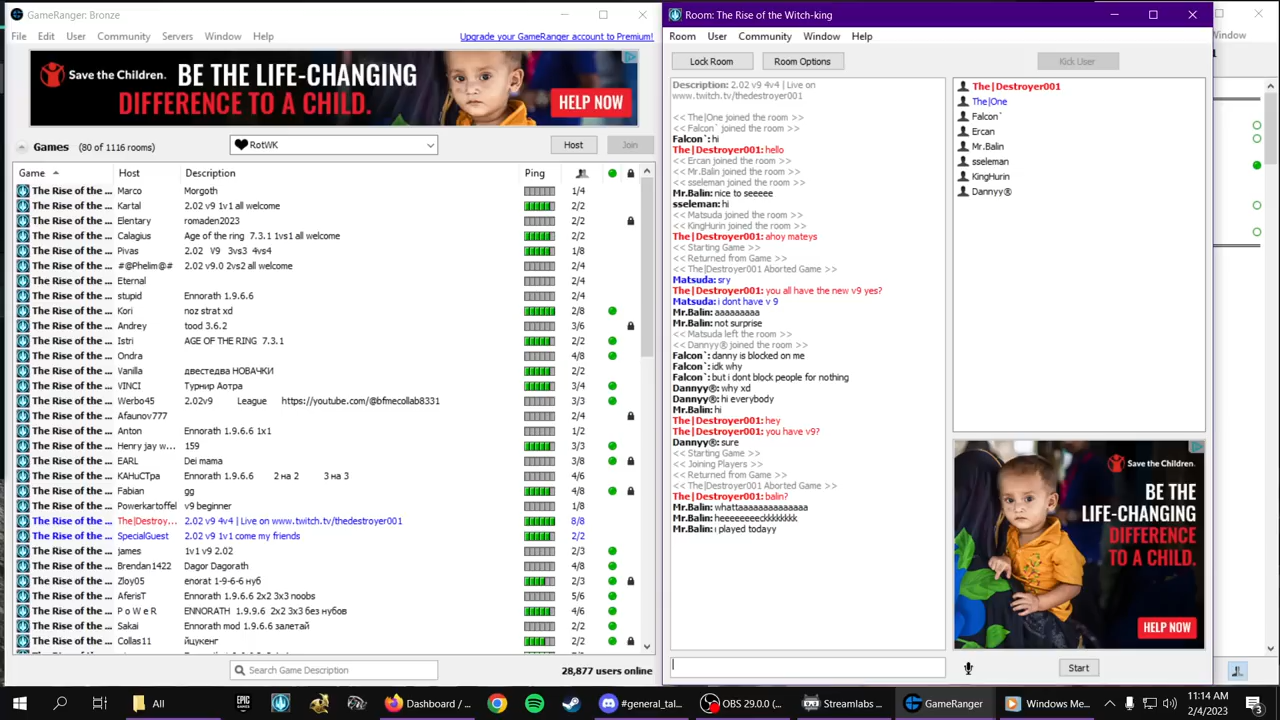 GameRanger: Bronze
File Edit User Community Servers Window Help
Upgrade your GameRanger account to Premium!
Save the Children.
BE THE LIFE-CHANGING
DIFFERENCE TO A CHILD.
HELP NOW
Games (80 of 1116 rooms)
RotWK
Host
Join
Game Host Description Ping
The Rise of the ... Marco Morgoth 1/4
The Rise of the ... Kartal 2.02 v9 1v1 all welcome 2/2
The Rise of the ... Elentary romaden2023 2/2
The Rise of the ... Calagius Age of the ring 7.3.1 1vs1 all welcome 2/2
The Rise of the ... Pivas 2.02 V9 3vs3 4vs4 1/8
The Rise of the ... #@Phelim@# 2.02 v9.0 2vs2 all welcome 2/4
The Rise of the ... Eternal 2/4
The Rise of the ... stupid Ennorath 1.9.6.6 2/4
The Rise of the ... Kori noz strat xd 2/8
The Rise of the ... Andrey tood 3.6.2 3/6
The Rise of the ... Istri AGE OF THE RING 7.3.1 2/2
The Rise of the ... Ondra 4/8
The Rise of the ... Vanilla двестедва НОВАЧКИ 2/2
The Rise of the ... VINCI Турнир Аотра 3/4
The Rise of the ... Werbo45 2.02v9 League https://youtube.com/@bfmecollab8331 3/3
The Rise of the ... Afaunov777 2/4
The Rise of the ... Anton Ennorath 1.9.6.6 1x1 1/2
The Rise of the ... Henry jay w... 159 3/3
The Rise of the ... EARL Dei mama 3/8
The Rise of the ... КАНиСТра Ennorath 1.9.6.6 2 на 2 3 на 3 4/6
The Rise of the ... Fabian gg 4/8
The Rise of the ... Powerkartoffel v9 beginner 1/8
The Rise of the ... The|Destroy... 2.02 v9 4v4 | Live on www.twitch.tv/thedestroyer001 8/8
The Rise of the ... SpecialGuest 2.02 v9 1v1 come my friends 2/2
The Rise of the ... james 1v1 v9 2.02 2/3
The Rise of the ... Brendan1422 Dagor Dagorath 4/8
The Rise of the ... Zloy05 enorat 1-9-6-6 нуб 2/3
The Rise of the ... AferisT Ennorath 1.9.6.6 2x2 3x3 noobs 5/6
The Rise of the ... P o W e R ENNORATH 1.9.9.6 2x2 3x3 без нубов 4/6
The Rise of the ... Sakai Ennorath mod 1.9.6.6 залетай 2/2
The Rise of the ... Collas11 йцукенг 2/2
Search Game Description
28,877 users online
Room: The Rise of the Witch-king
Room User Community Window Help
Lock Room
Room Options
Kick User
Description: 2.02 v9 4v4 | Live on
www.twitch.tv/thedestroyer001
<< The|One joined the room >>
<< Falcon` joined the room >>
Falcon`: hi
The|Destroyer001: hello
<< Ercan joined the room >>
<< Mr.Balin joined the room >>
<< sseleman joined the room >>
Mr.Balin: nice to seeeee
sseleman: hi
<< Matsuda joined the room >>
<< KingHurin joined the room >>
The|Destroyer001: ahoy mateys
<< Starting Game >>
<< Returned from Game >>
<< The|Destroyer001 Aborted Game >>
Matsuda: sry
The|Destroyer001: you all have the new v9 yes?
Matsuda: i dont have v 9
Mr.Balin: aaaaaaaaa
Mr.Balin: not surprise
<< Matsuda left the room >>
<< Dannyy® joined the room >>
Falcon`: danny is blocked on me
Falcon`: idk why
Falcon`: but i dont block people for nothing
Dannyy®: why xd
Dannyy®: hi everybody
Mr.Balin: hi
The|Destroyer001: hey
The|Destroyer001: you have v9?
Dannyy®: sure
<< Starting Game >>
<< Joining Players >>
<< Returned from Game >>
<< The|Destroyer001 Aborted Game >>
The|Destroyer001: balin?
Mr.Balin: whattaaaaaaaaaaaaaa
Mr.Balin: heeeeeeeeckkkkkkkk
Mr.Balin: i played todayy
The|Destroyer001
The|One
Falcon`
Ercan
Mr.Balin
sseleman
KingHurin
Dannyy®
Save the Children.
BE THE
LIFE-CHANGING
DIFFERENCE
TO A CHILD.
HELP NOW
Start
Window
All
EPIC GAMES
Dashboard / ...
#general_tal...
OBS 29.0.0 (...
Streamlabs ...
GameRanger
Windows Me...
11:14 AM
2/4/2023
3